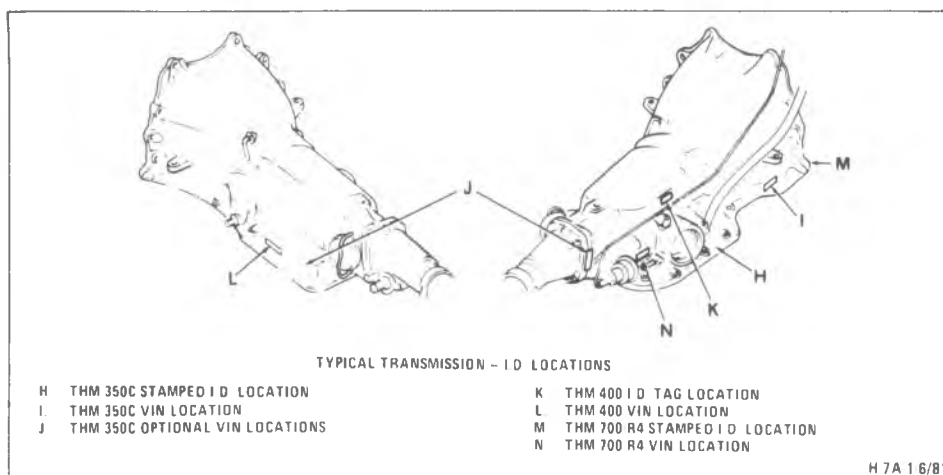 M
J
I
L
H
K
N
TYPICAL TRANSMISSION – I D LOCATIONS
H THM 350C STAMPED I D LOCATION
I. THM 350C VIN LOCATION
J THM 350C OPTIONAL VIN LOCATIONS
K THM 400 I D TAG LOCATION
L THM 400 VIN LOCATION
M THM 700 R4 STAMPED I D LOCATION
N THM 700 R4 VIN LOCATION